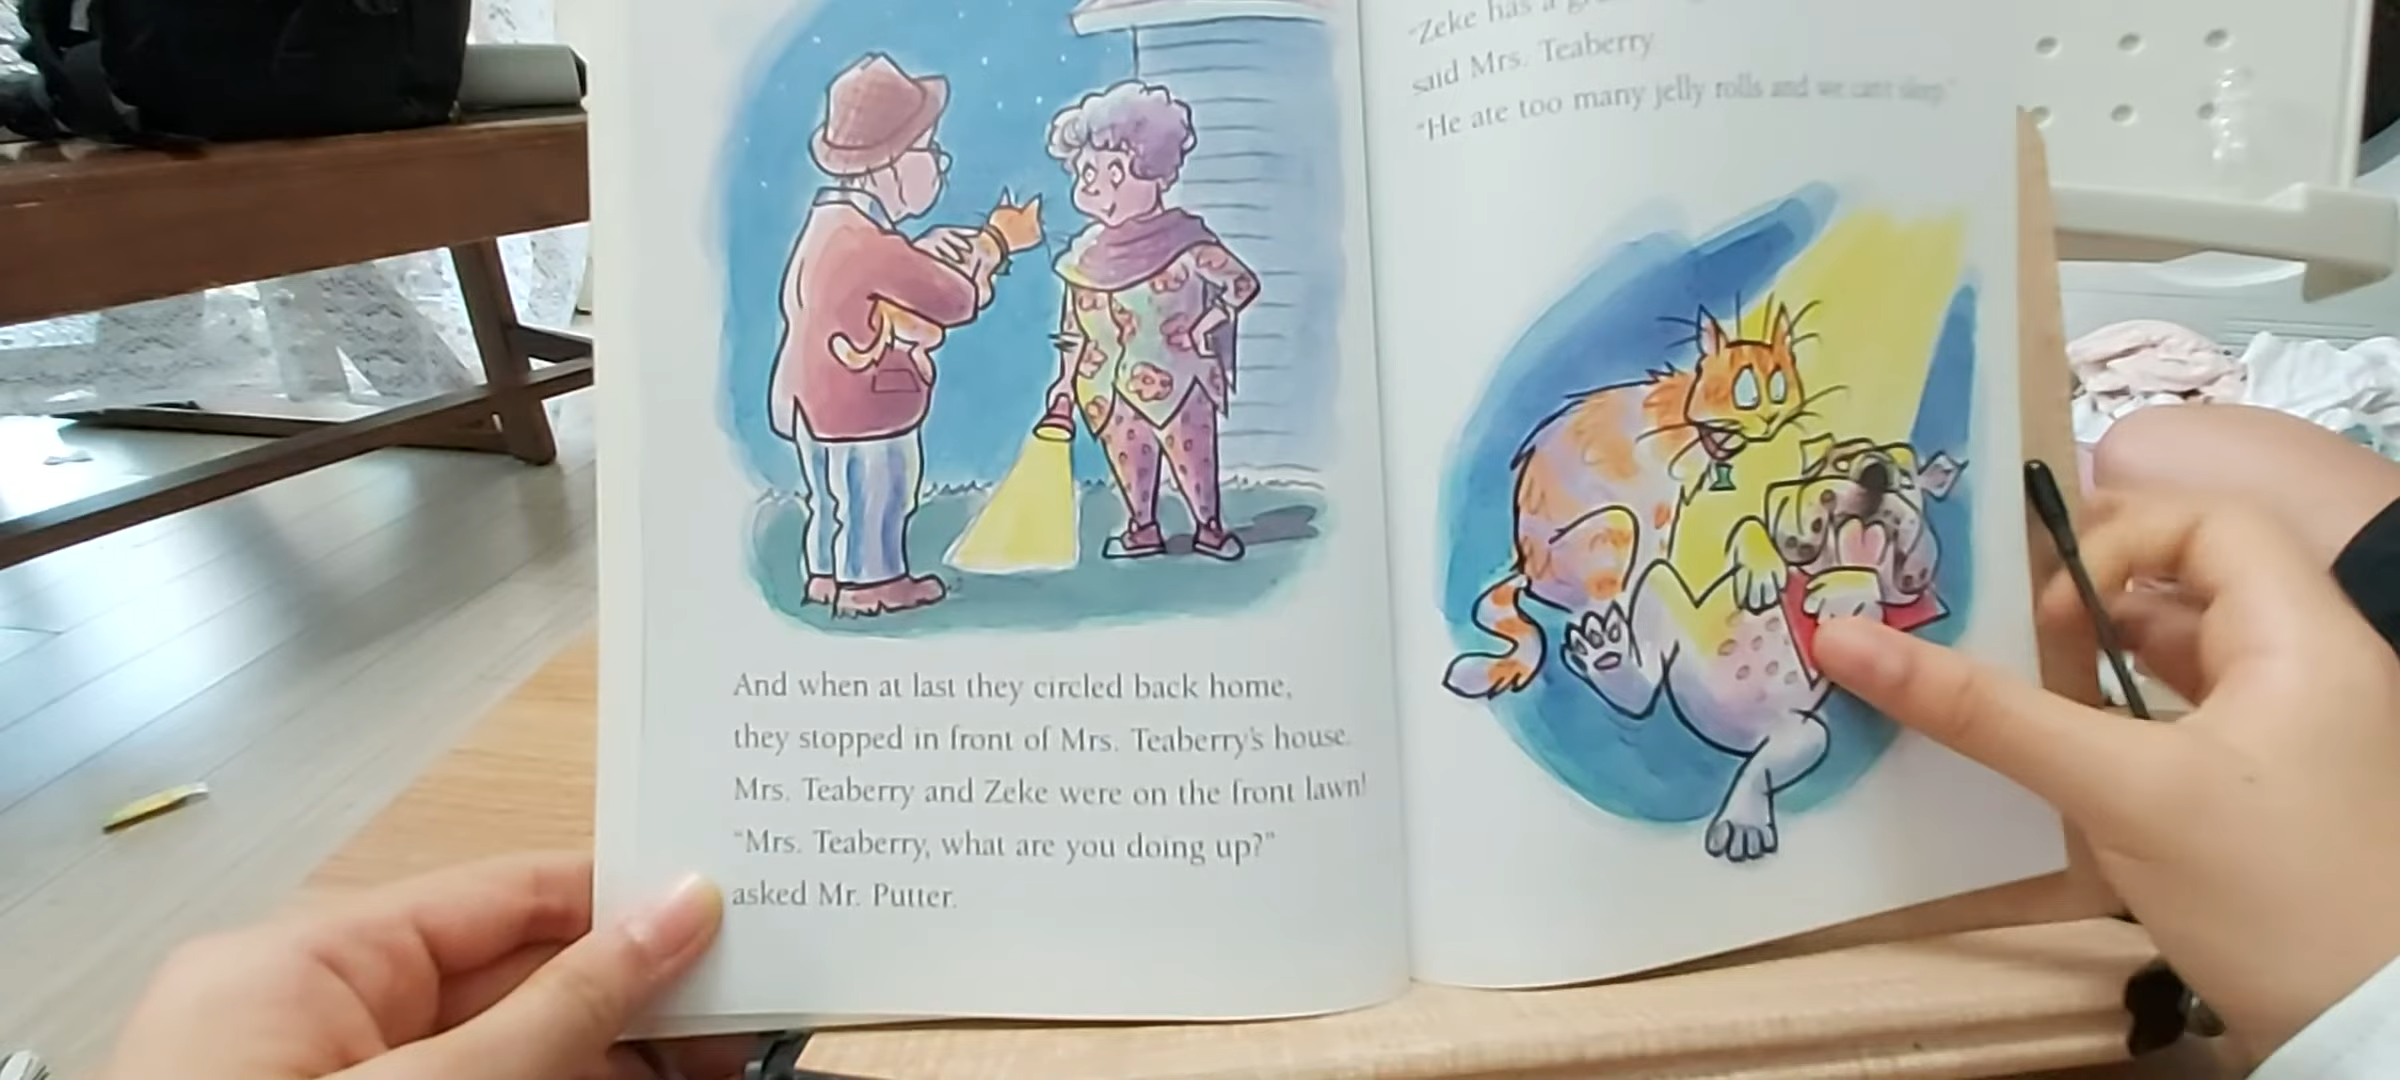 And when at last they circled back home,
they stopped in front of Mrs. Teaberry's house.
Mrs. Teaberry and Zeke were on the front lawn!
"Mrs. Teaberry, what are you doing up?"
asked Mr. Putter.
"Zeke has a
said Mrs. Teaberry
"He ate too many jelly rolls and we can't sleep."